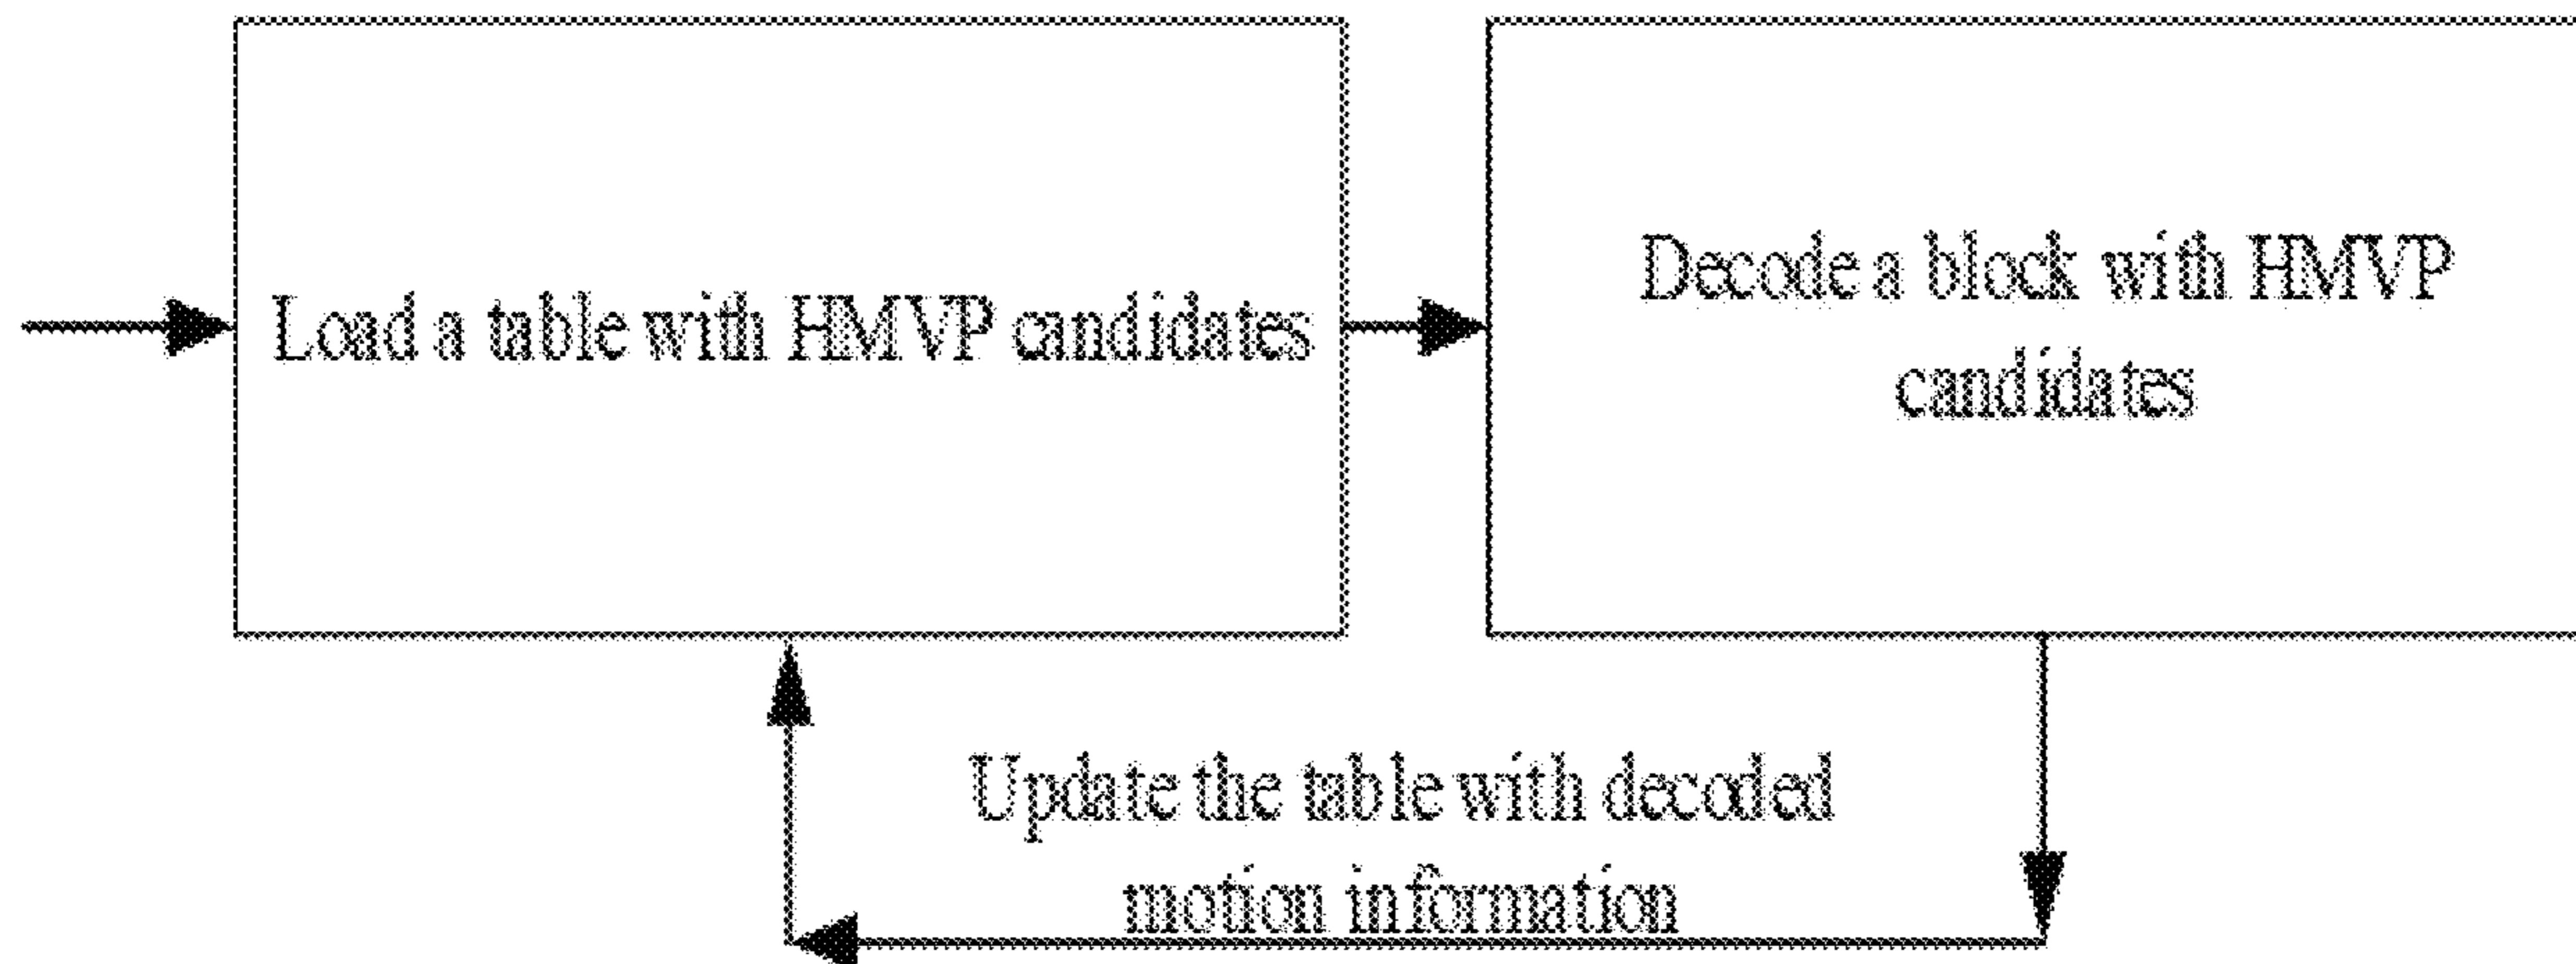 Load a table with HMVP candidates
Decode a block with HMVP
candidates
Update the table with decoded
motion information